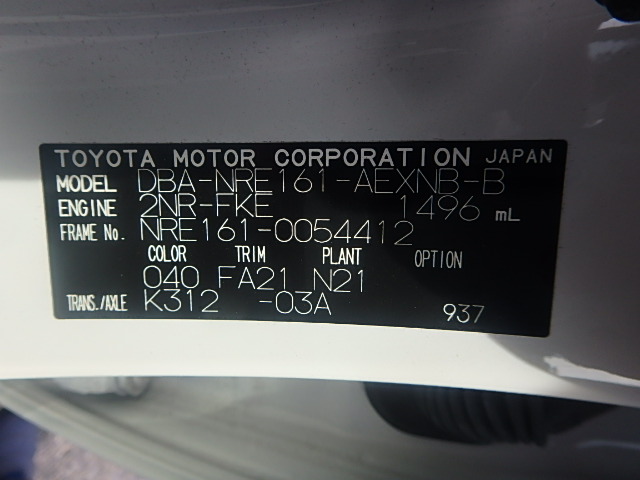 TOYOTA MOTOR CORPORATION JAPAN
MODEL DBA-NRE161-AEXNB-B
ENGINE 2NR-FKE 1496 mL
FRAME No. NRE161-0054412
COLOR TRIM PLANT OPTION
040 FA21 N21
TRANS./AXLE K312 -03A 937